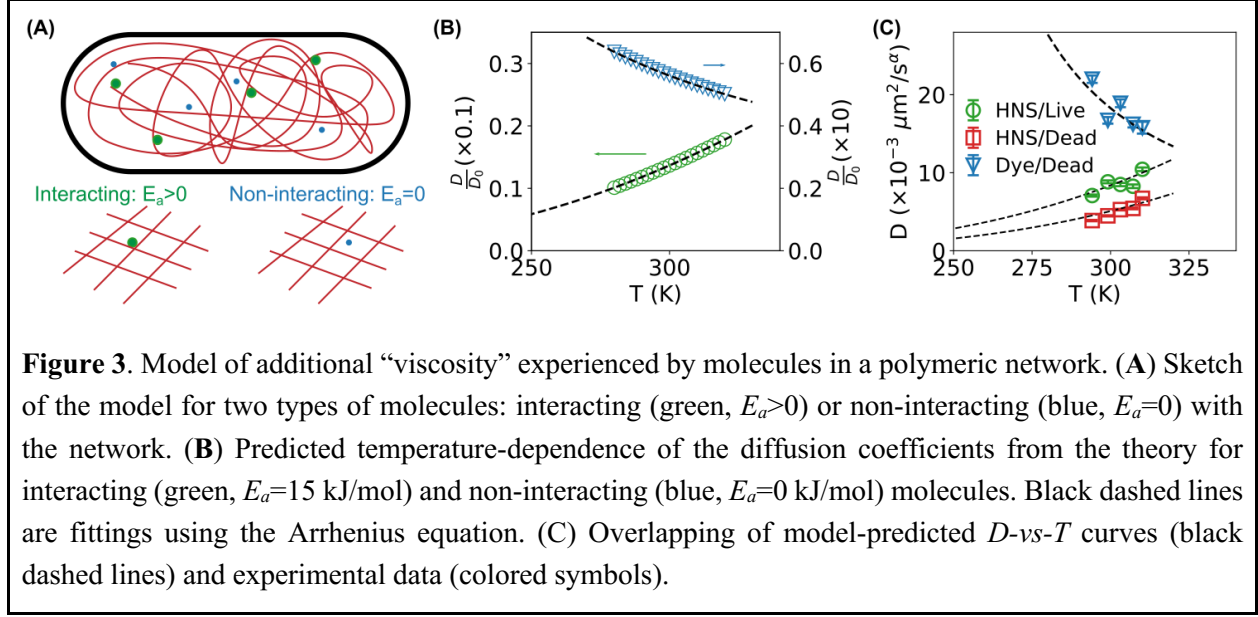 (A)
Interacting: Eₐ>0
Non-interacting: Eₐ=0
(B)
D/D₀ (×0.1)
0.3
0.2
0.1
0.0
0.6
0.4
0.2
0.0
D/D₀ (×10)
250
300
T (K)
(C)
D (×10⁻³ μm²/sᵅ)
20
10
0
HNS/Live
HNS/Dead
Dye/Dead
250
275
300
325
T (K)
Figure 3. Model of additional “viscosity” experienced by molecules in a polymeric network. (A) Sketch
of the model for two types of molecules: interacting (green, Eₐ>0) or non-interacting (blue, Eₐ=0) with
the network. (B) Predicted temperature-dependence of the diffusion coefficients from the theory for
interacting (green, Eₐ=15 kJ/mol) and non-interacting (blue, Eₐ=0 kJ/mol) molecules. Black dashed lines
are fittings using the Arrhenius equation. (C) Overlapping of model-predicted D-vs-T curves (black
dashed lines) and experimental data (colored symbols).